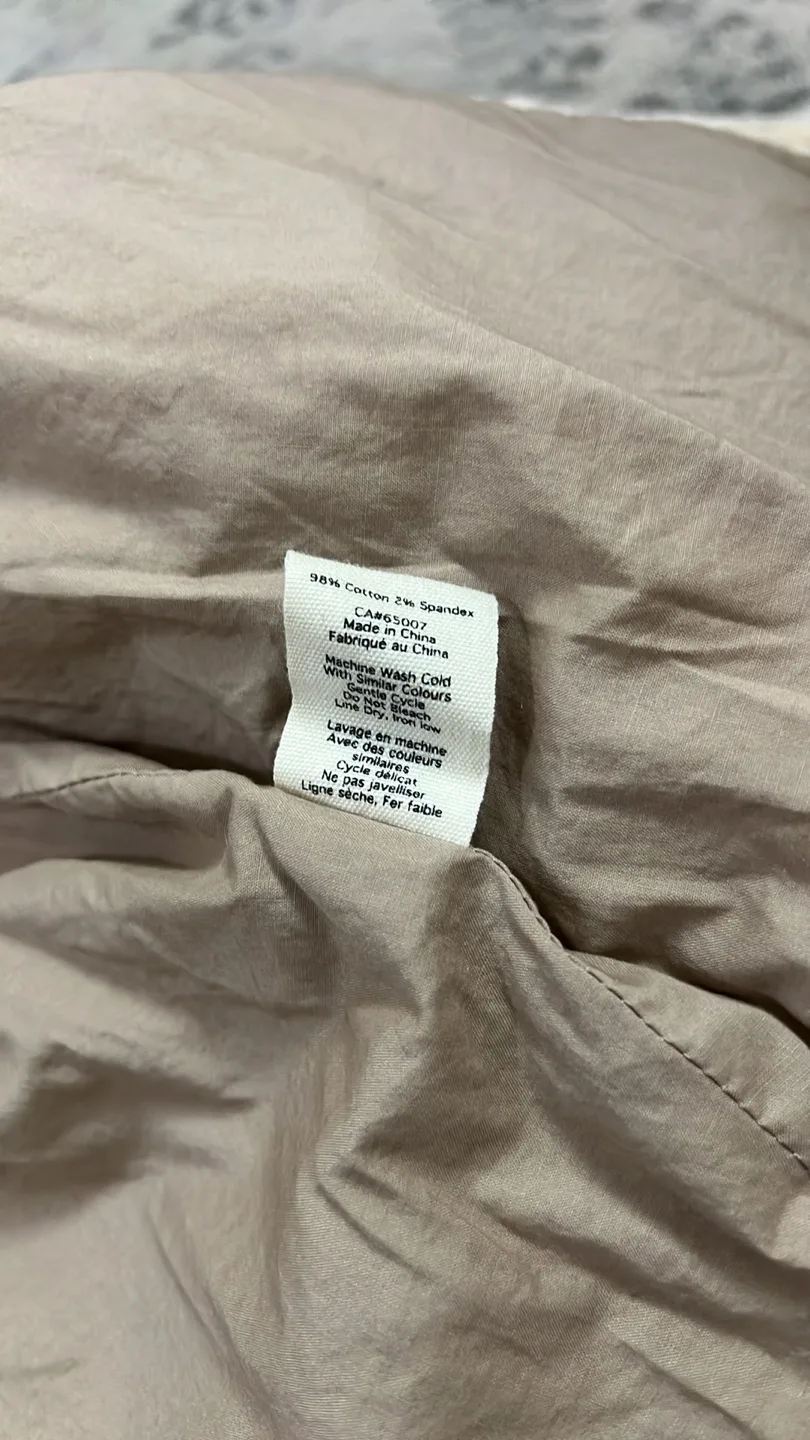 98% Cotton 2% Spandex
CA#65007
Made in China
Fabriqué au China
Machine Wash Cold
With Similar Colours
Gentle Cycle
Do Not Bleach
Line Dry, Iron low
Lavage en machine
Avec des couleurs
similaires
Cycle délicat
Ne pas javelliser
Ligne sèche, Fer faible